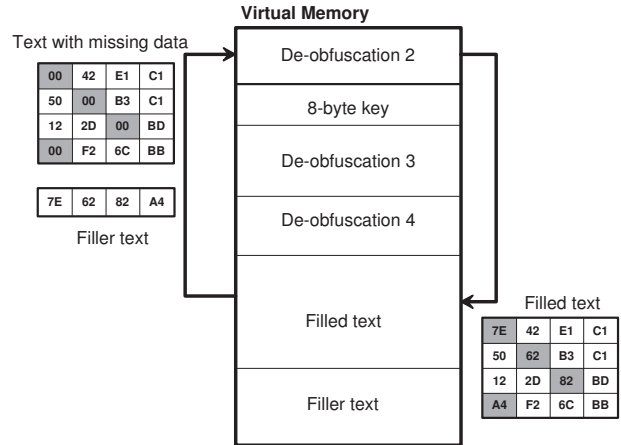 Virtual Memory
Text with missing data
00 42 E1 C1
50 00 B3 C1
12 2D 00 BD
00 F2 6C BB
7E 62 82 A4
Filler text
De-obfuscation 2
8-byte key
De-obfuscation 3
De-obfuscation 4
Filled text
Filler text
Filled text
7E 42 E1 C1
50 62 B3 C1
12 2D 82 BD
A4 F2 6C BB